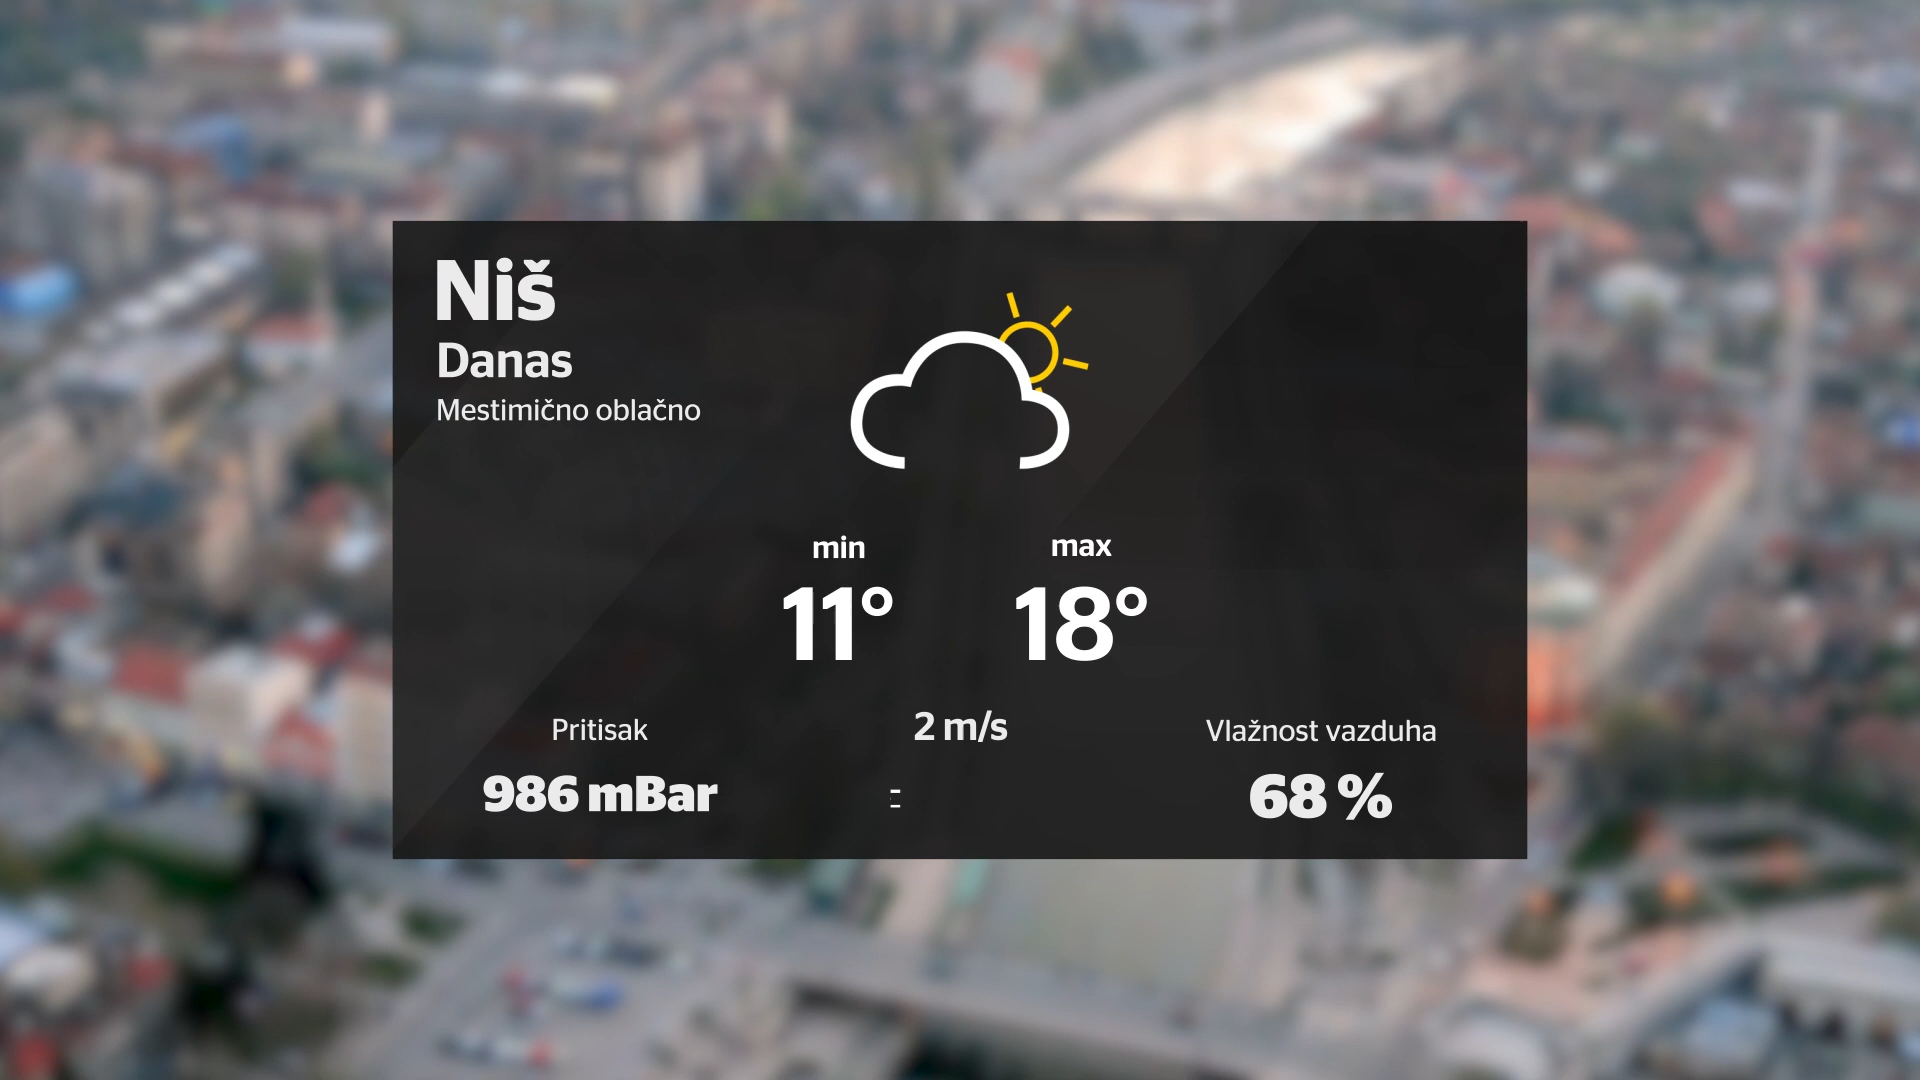 Niš
Danas
Mestimično oblačno
min
max
11°
18°
Pritisak
2 m/s
Vlažnost vazduha
986 mBar
68 %